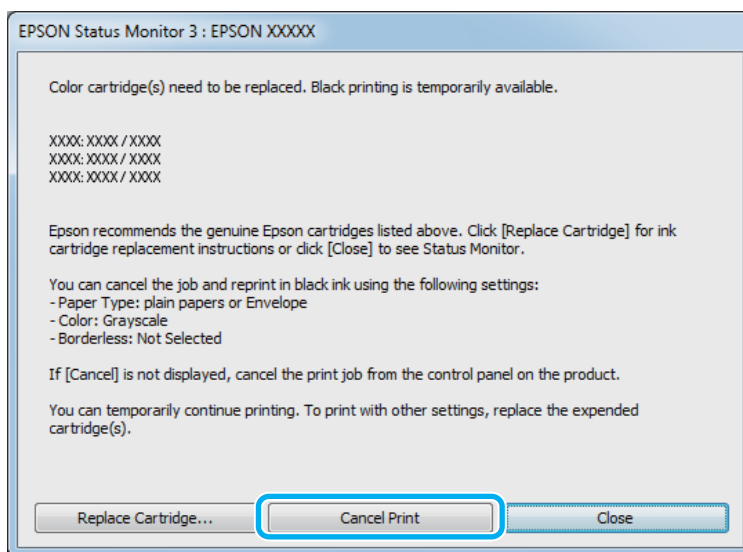 EPSON Status Monitor 3 : EPSON XXXXX
Color cartridge(s) need to be replaced. Black printing is temporarily available.
XXXX: XXXX / XXXX
XXXX: XXXX / XXXX
XXXX: XXXX / XXXX
Epson recommends the genuine Epson cartridges listed above. Click [Replace Cartridge] for ink
cartridge replacement instructions or click [Close] to see Status Monitor.
You can cancel the job and reprint in black ink using the following settings:
- Paper Type: plain papers or Envelope
- Color: Grayscale
- Borderless: Not Selected
If [Cancel] is not displayed, cancel the print job from the control panel on the product.
You can temporarily continue printing. To print with other settings, replace the expended
cartridge(s).
Replace Cartridge... Cancel Print Close